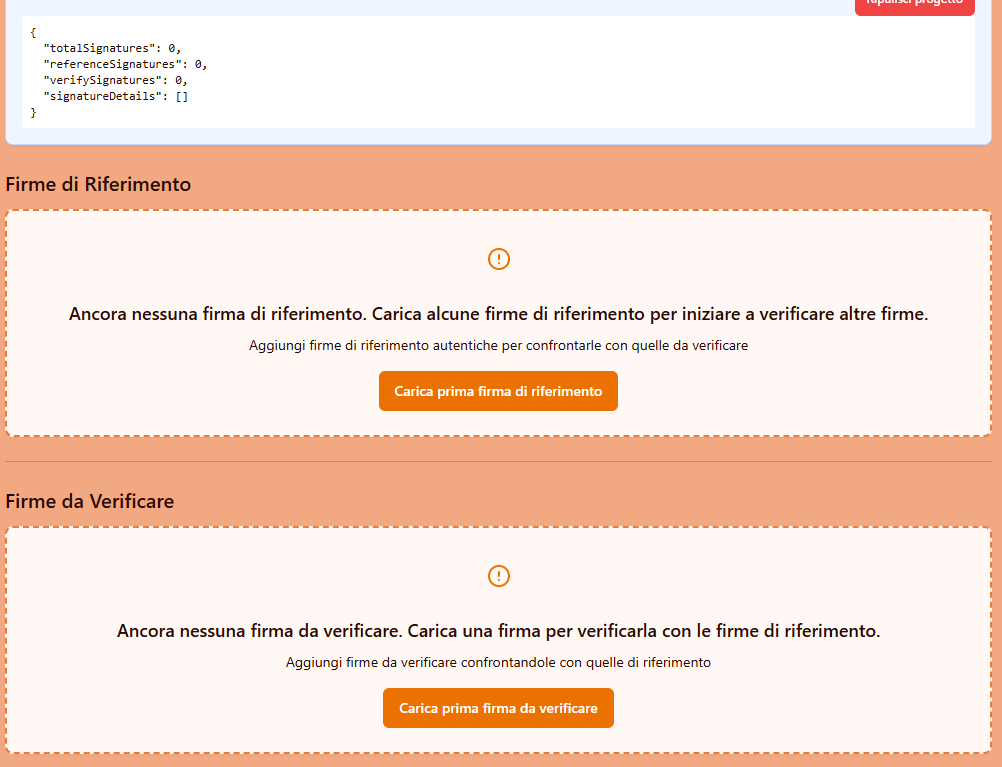 Ripulisci progetto
{
"totalSignatures": 0,
"referenceSignatures": 0,
"verifySignatures": 0,
"signatureDetails": []
}
Firme di Riferimento
Ancora nessuna firma di riferimento. Carica alcune firme di riferimento per iniziare a verificare altre firme.
Aggiungi firme di riferimento autentiche per confrontarle con quelle da verificare
Carica prima firma di riferimento
Firme da Verificare
Ancora nessuna firma da verificare. Carica una firma per verificarla con le firme di riferimento.
Aggiungi firme da verificare confrontandole con quelle di riferimento
Carica prima firma da verificare